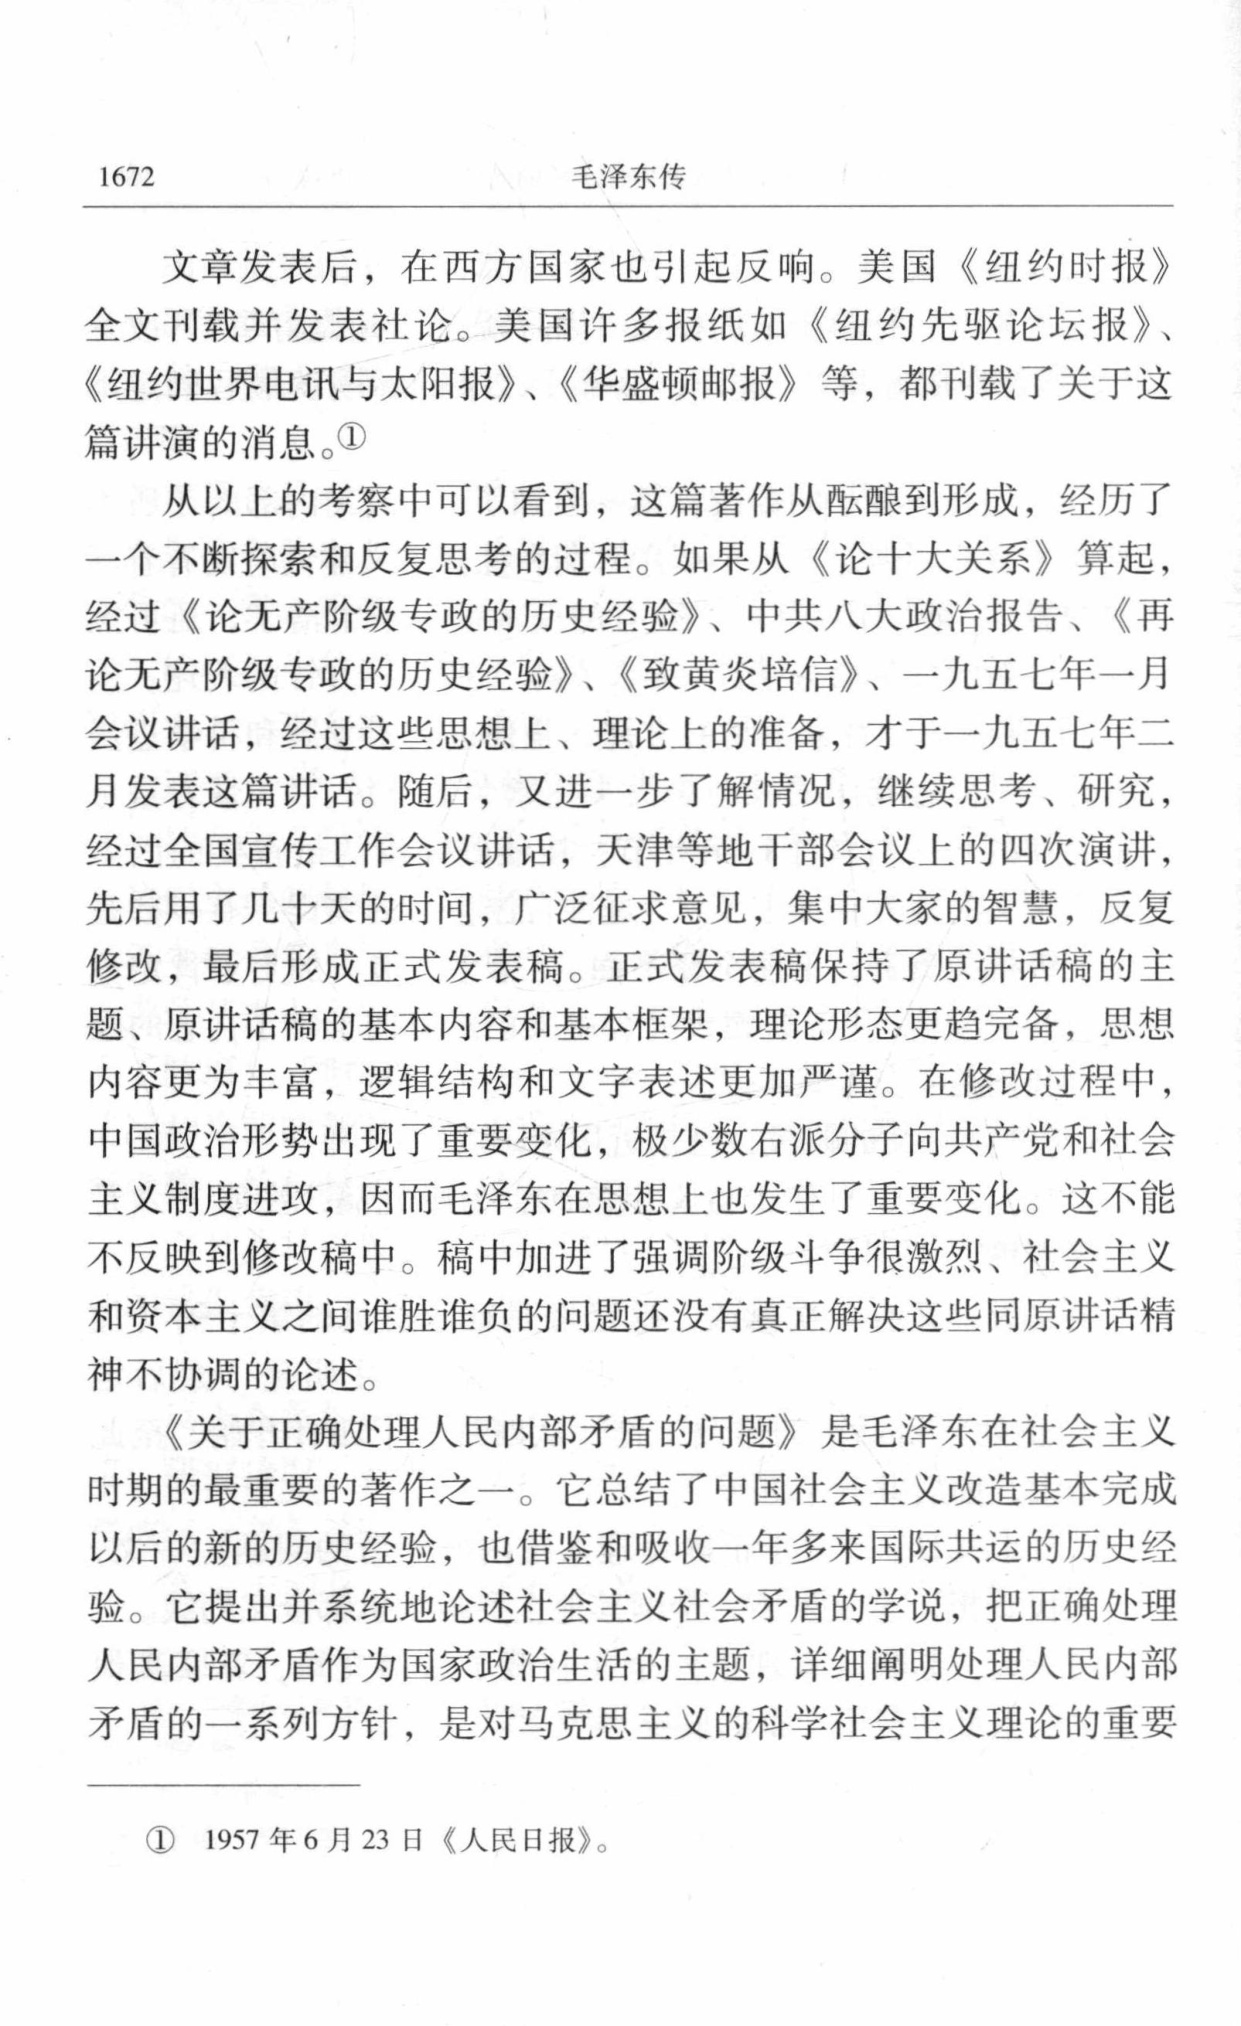 1672
毛泽东传
文章发表后，在西方国家也引起反响。美国《纽约时报》
全文刊载并发表社论。美国许多报纸如《纽约先驱论坛报》、
《纽约世界电讯与太阳报》、《华盛顿邮报》等，都刊载了关于这
篇讲演的消息。①
从以上的考察中可以看到，这篇著作从酝酿到形成，经历了
一个不断探索和反复思考的过程。如果从《论十大关系》算起，
经过《论无产阶级专政的历史经验》、中共八大政治报告、《再
论无产阶级专政的历史经验》、《致黄炎培信》、一九五七年一月
会议讲话，经过这些思想上、理论上的准备，才于一九五七年二
月发表这篇讲话。随后，又进一步了解情况，继续思考、研究，
经过全国宣传工作会议讲话，天津等地干部会议上的四次演讲，
先后用了几十天的时间，广泛征求意见，集中大家的智慧，反复
修改，最后形成正式发表稿。正式发表稿保持了原讲话稿的主
题、原讲话稿的基本内容和基本框架，理论形态更趋完备，思想
内容更为丰富，逻辑结构和文字表述更加严谨。在修改过程中，
中国政治形势出现了重要变化，极少数右派分子向共产党和社会
主义制度进攻，因而毛泽东在思想上也发生了重要变化。这不能
不反映到修改稿中。稿中加进了强调阶级斗争很激烈、社会主义
和资本主义之间谁胜谁负的问题还没有真正解决这些同原讲话精
神不协调的论述。
《关于正确处理人民内部矛盾的问题》是毛泽东在社会主义
时期的最重要的著作之一。它总结了中国社会主义改造基本完成
以后的新的历史经验，也借鉴和吸收一年多来国际共运的历史经
验。它提出并系统地论述社会主义社会矛盾的学说，把正确处理
人民内部矛盾作为国家政治生活的主题，详细阐明处理人民内部
矛盾的一系列方针，是对马克思主义的科学社会主义理论的重要
① 1957年6月23日《人民日报》。